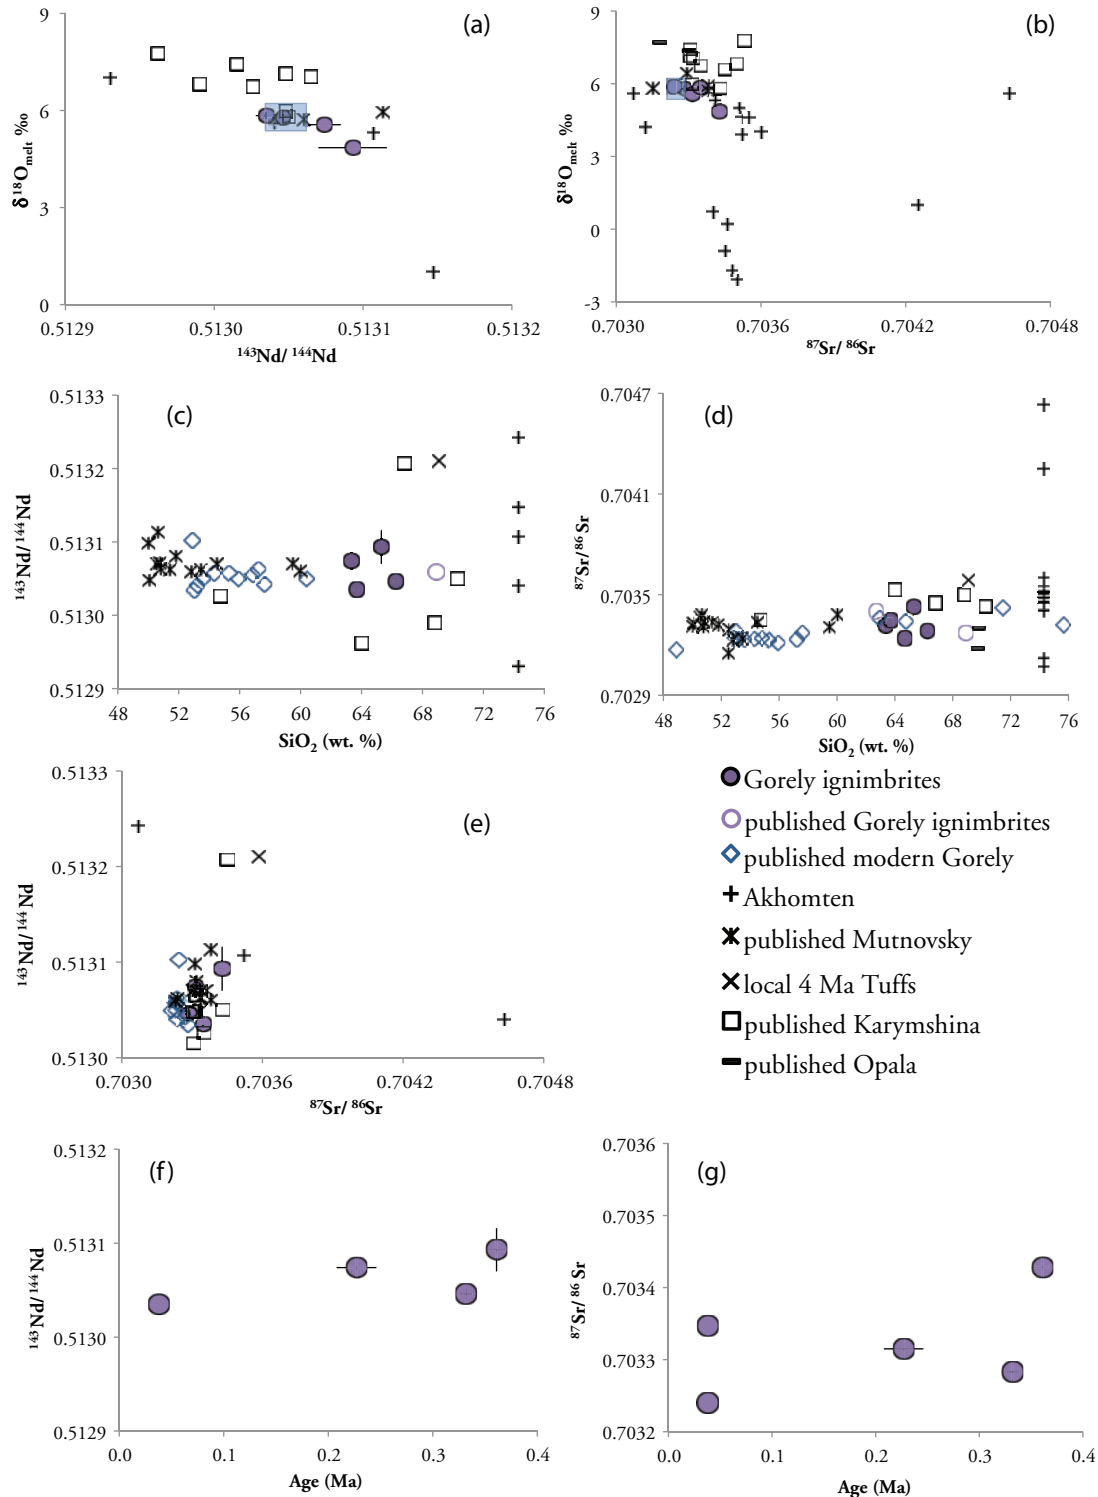 (a)
9
6
3
0
δ¹⁸Oₘₑₗₜ ‰
0.5129 0.5130 0.5131 0.5132
¹⁴³Nd/ ¹⁴⁴Nd
(b)
9
6
3
0
-3
δ¹⁸Oₘₑₗₜ ‰
0.7030 0.7036 0.7042 0.7048
⁸⁷Sr/ ⁸⁶Sr
(c)
0.5133
0.5132
0.5131
0.5130
0.5129
¹⁴³Nd/ ¹⁴⁴Nd
48 52 56 60 64 68 72 76
SiO₂ (wt. %)
(d)
0.7047
0.7041
0.7035
0.7029
⁸⁷Sr/ ⁸⁶Sr
48 52 56 60 64 68 72 76
SiO₂ (wt. %)
(e)
0.5133
0.5132
0.5131
0.5130
¹⁴³Nd/ ¹⁴⁴Nd
0.7030 0.7036 0.7042 0.7048
⁸⁷Sr/ ⁸⁶Sr
Gorely ignimbrites
published Gorely ignimbrites
published modern Gorely
Akhomten
published Mutnovsky
local 4 Ma Tuffs
published Karymshina
published Opala
(f)
0.5132
0.5131
0.5130
0.5129
¹⁴³Nd/ ¹⁴⁴Nd
0.0 0.1 0.2 0.3 0.4
Age (Ma)
(g)
0.7036
0.7035
0.7034
0.7033
0.7032
⁸⁷Sr/ ⁸⁶Sr
0.0 0.1 0.2 0.3 0.4
Age (Ma)